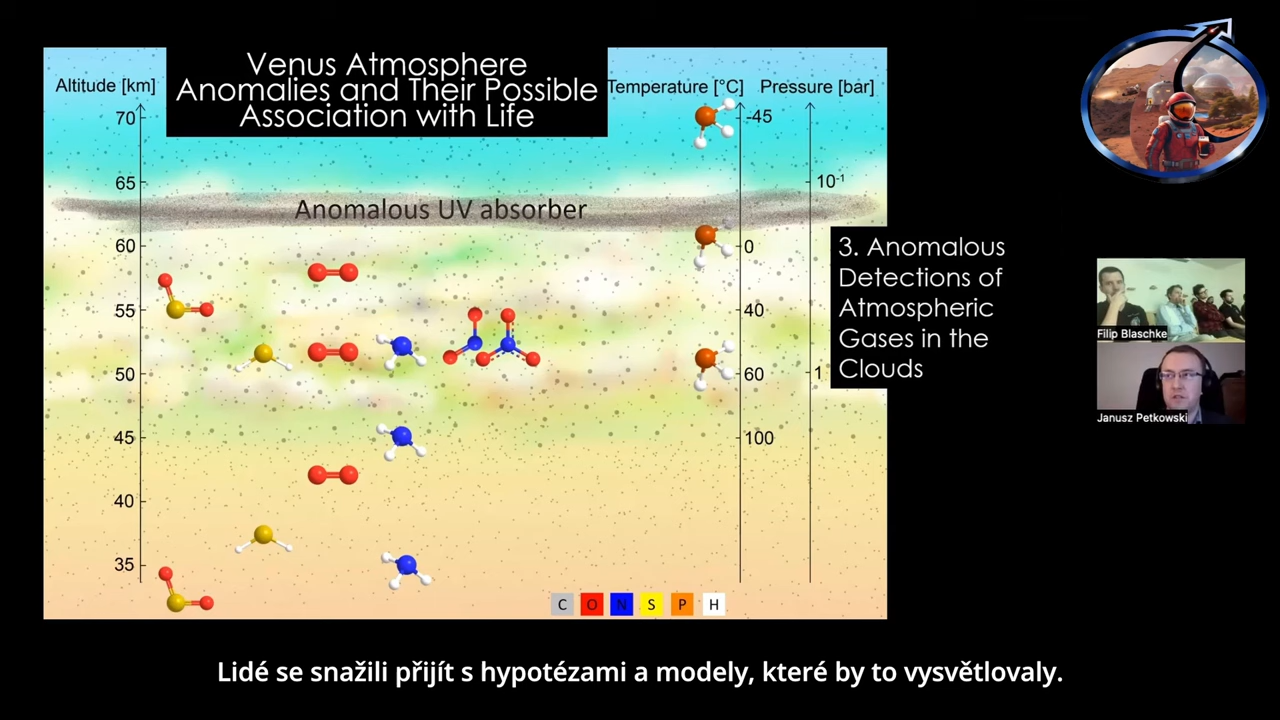 Venus Atmosphere
Anomalies and Their Possible
Association with Life
Altitude [km]
Temperature [°C]
Pressure [bar]
70
65
60
55
50
45
40
35
-45
0
40
60
100
10⁻¹
1
Anomalous UV absorber
3. Anomalous
Detections of
Atmospheric
Gases in the
Clouds
C O N S P H
Filip Blaschke
Janusz Petkowski
Lidé se snažili přijít s hypotézami a modely, které by to vysvětlovaly.